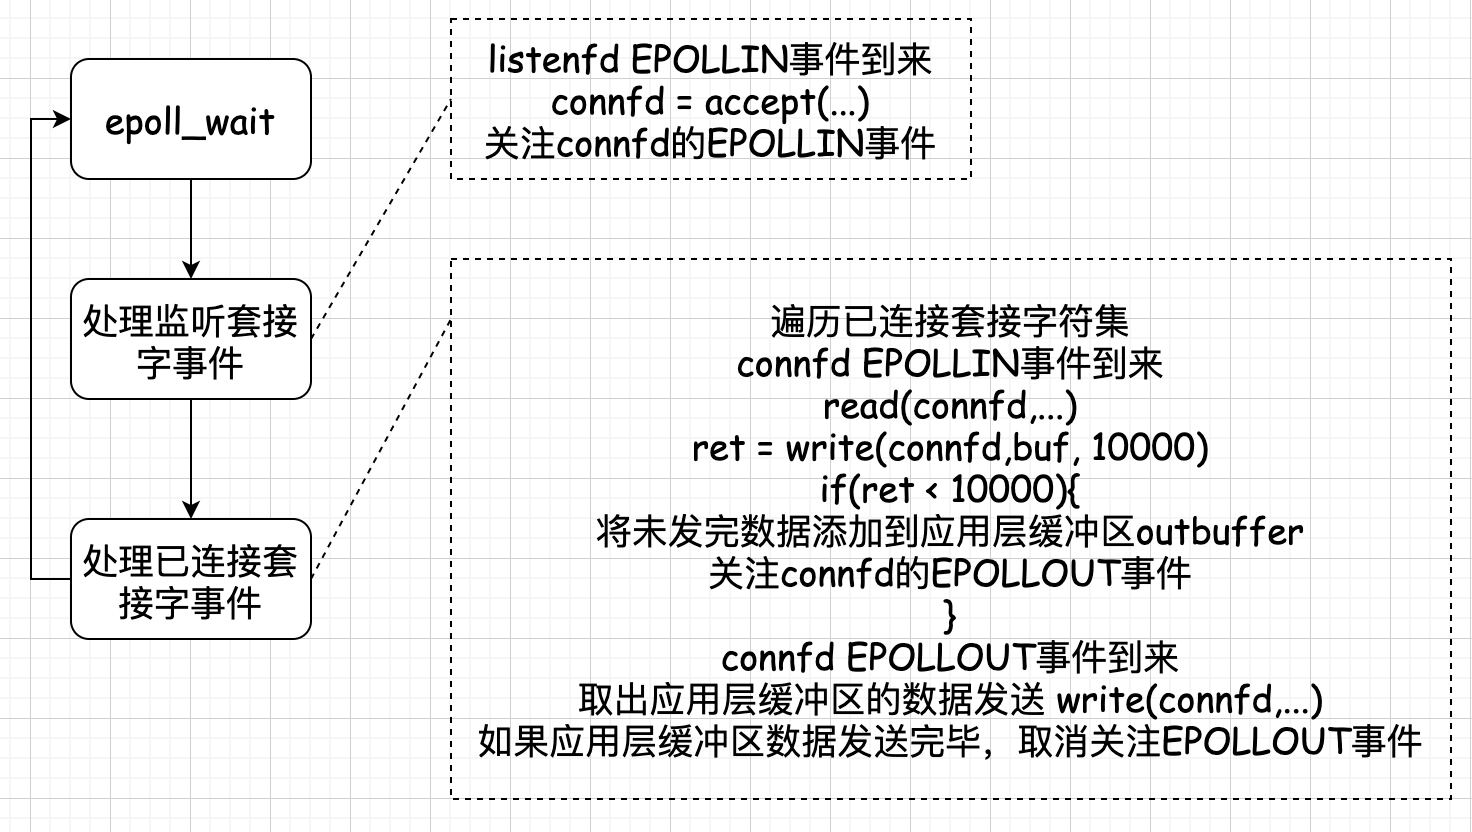 epoll_wait
处理监听套接
字事件
处理已连接套
接字事件
listenfd EPOLLIN事件到来
connfd = accept(...)
关注connfd的EPOLLIN事件
遍历已连接套接字符集
connfd EPOLLIN事件到来
read(connfd,...)
ret = write(connfd,buf, 10000)
if(ret < 10000){
将未发完数据添加到应用层缓冲区outbuffer
关注connfd的EPOLLOUT事件
}
connfd EPOLLOUT事件到来
取出应用层缓冲区的数据发送 write(connfd,...)
如果应用层缓冲区数据发送完毕，取消关注EPOLLOUT事件